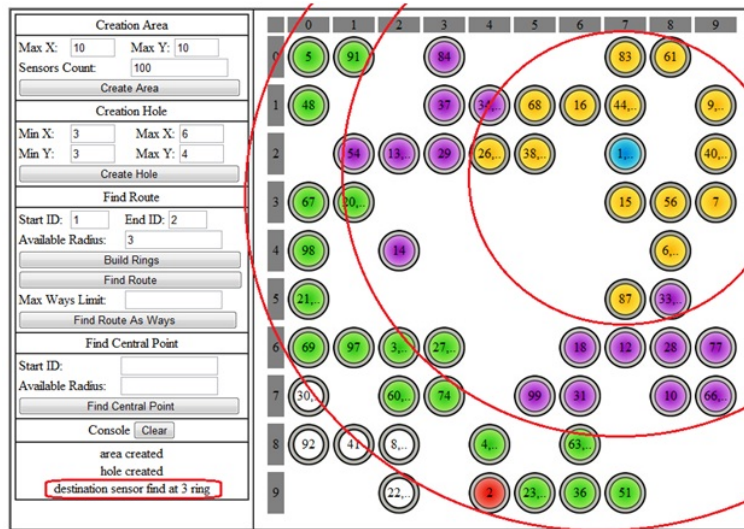 Creation Area
Max X: 10 Max Y: 10
Sensors Count: 100
Create Area
Creation Hole
Min X: 3 Max X: 6
Min Y: 3 Max Y: 4
Create Hole
Find Route
Start ID: 1 End ID: 2
Available Radius: 3
Build Rings
Find Route
Max Ways Limit:
Find Route As Ways
Find Central Point
Start ID:
Available Radius:
Find Central Point
Console Clear
area created
hole created
destination sensor find at 3 ring
0 1 2 3 4 5 6 7 8 9
0 5 91 84 83 61
1 48 37 34,.. 68 16 44,.. 9,..
2 54 13,.. 29 26,.. 38,.. 1,.. 40,..
3 67 20,.. 15 56 7
4 98 14 6,..
5 21,.. 87 33,..
6 69 97 3,.. 27,.. 18 12 28 77
7 30,.. 60,.. 74 99 31 10 66,..
8 92 41 8,.. 4,.. 63,..
9 22,.. 2 23,.. 36 51